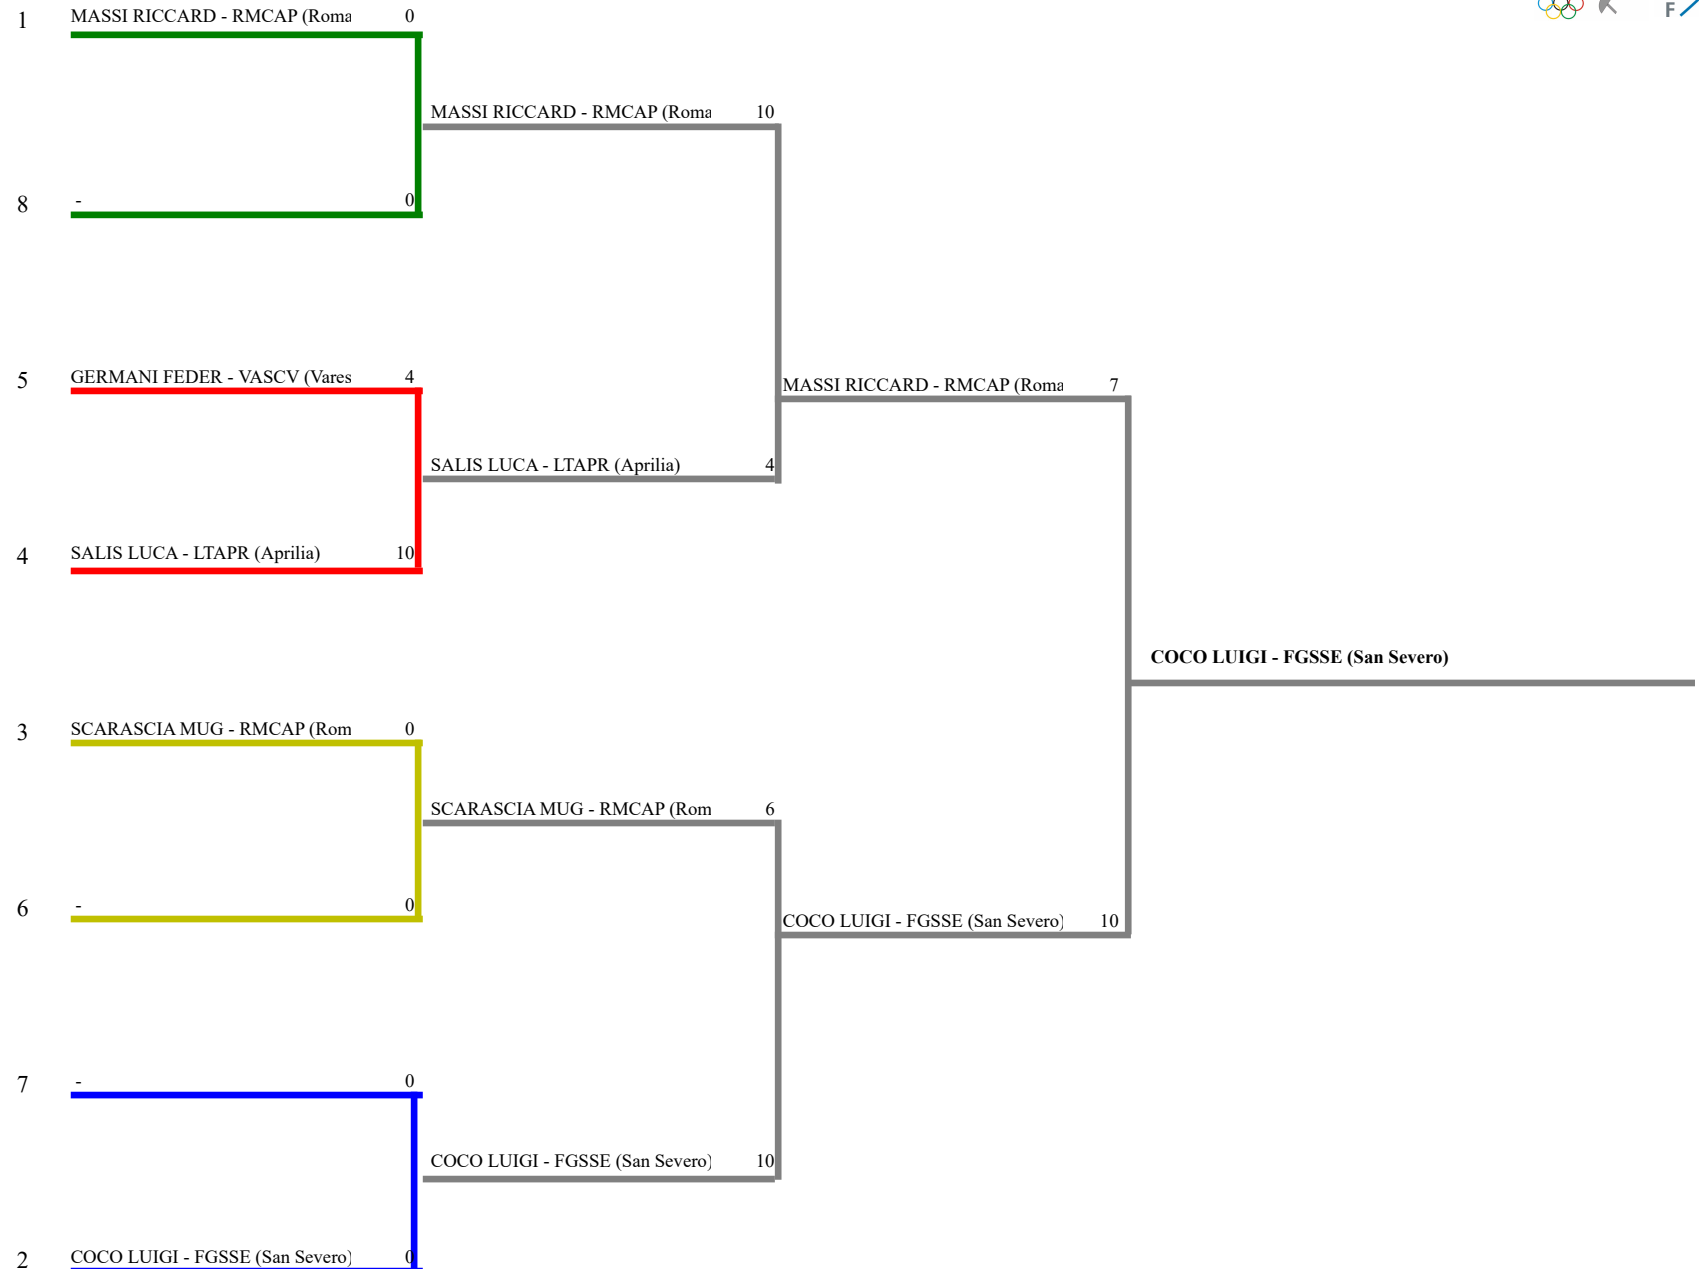 1 MASSI RICCARD - RMCAP (Roma 0
MASSI RICCARD - RMCAP (Roma 10
8 - 0
5 GERMANI FEDER - VASCV (Vares 4
MASSI RICCARD - RMCAP (Roma 7
SALIS LUCA - LTAPR (Aprilia) 4
4 SALIS LUCA - LTAPR (Aprilia) 10
COCO LUIGI - FGSSE (San Severo)
3 SCARASCIA MUG - RMCAP (Rom 0
SCARASCIA MUG - RMCAP (Rom 6
6 - 0
COCO LUIGI - FGSSE (San Severo) 10
7 - 0
COCO LUIGI - FGSSE (San Severo) 10
2 COCO LUIGI - FGSSE (San Severo) 0
F